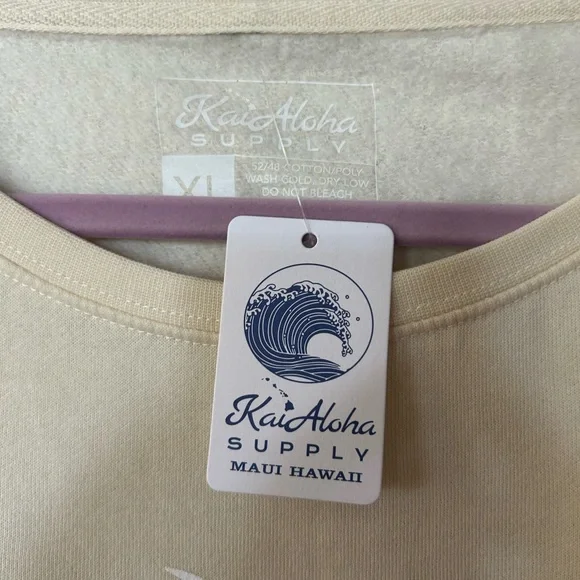 Kai Aloha
SUPPLY
XL
52/48 COTTON/POLY
WASH COLD DRY LOW
DO NOT BLEACH
Kai Aloha
SUPPLY
MAUI HAWAII